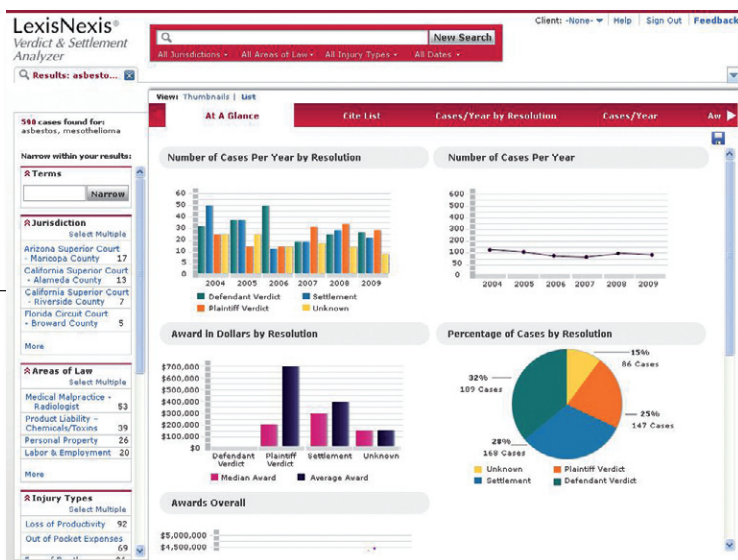 LexisNexis®
Verdict & Settlement
Analyzer
Client: -None- | Help | Sign Out | Feedback
New Search
All Jurisdictions All Areas of Law All Injury Types All Dates
Results: asbesto...
View: Thumbnails | List
590 cases found for:
asbestos, mesothelioma
Narrow within your results:
Terms
Narrow
Jurisdiction
Select Multiple
Arizona Superior Court
- Maricopa County 17
California Superior Court
- Alameda County 13
California Superior Court
- Riverside County 7
Florida Circuit Court
- Broward County 5
More
Areas of Law
Select Multiple
Medical Malpractice -
Radiologist 53
Product Liability -
Chemicals/Toxins 39
Personal Property 26
Labor & Employment 20
More
Injury Types
Select Multiple
Loss of Productivity 92
Out of Pocket Expenses
69
At A Glance Cite List Cases/Year by Resolution Cases/Year Aw
Number of Cases Per Year by Resolution
60
50
40
30
20
10
5
0
2004 2005 2006 2007 2008 2009
Defendant Verdict Settlement
Plaintiff Verdict Unknown
Number of Cases Per Year
600
500
400
300
200
100
50
0
2004 2005 2006 2007 2008 2009
Award in Dollars by Resolution
$700,000
$600,000
$500,000
$400,000
$300,000
$200,000
$100,000
$0
Defendant Verdict Plaintiff Verdict Settlement Unknown
Median Award Average Award
Percentage of Cases by Resolution
15%
86 Cases
32%
189 Cases
25%
147 Cases
28%
168 Cases
Unknown Plaintiff Verdict
Settlement Defendant Verdict
Awards Overall
$5,000,000
$4,500,000